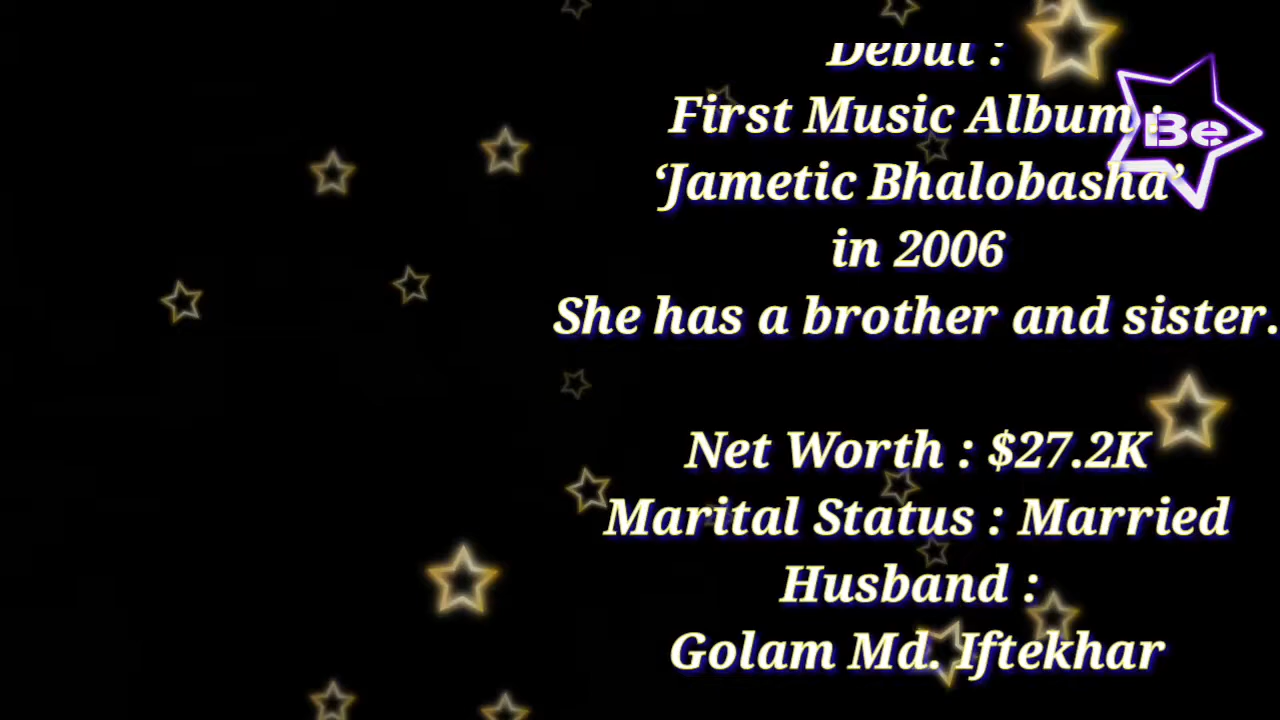 Debut :
First Music Album :
‘Jametic Bhalobasha’
in 2006
She has a brother and sister.
Net Worth : $27.2K
Marital Status : Married
Husband :
Golam Md. Iftekhar
Be